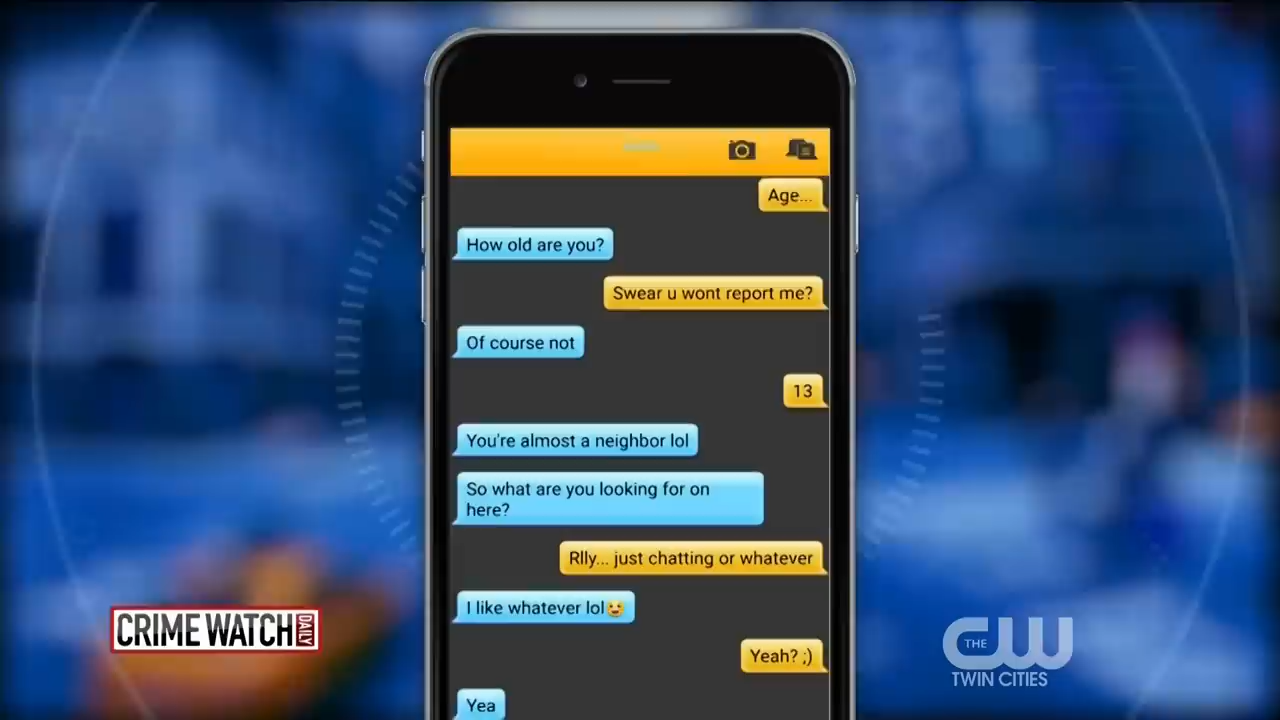 Age...
How old are you?
Swear u wont report me?
Of course not
13
You're almost a neighbor lol
So what are you looking for on
here?
Rlly... just chatting or whatever
I like whatever lol😆
Yeah? ;)
Yea
CRIME WATCH DAILY
THE CW
TWIN CITIES